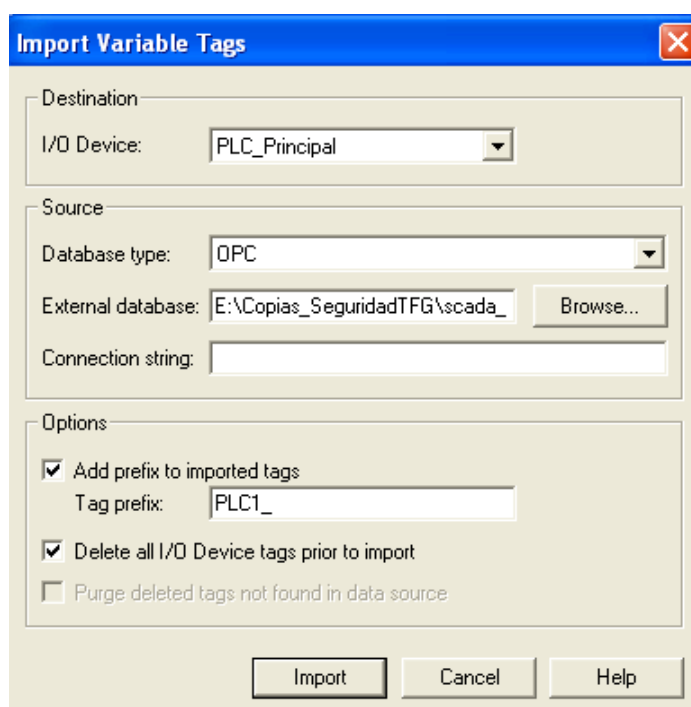 Import Variable Tags
Destination
I/O Device: PLC_Principal
Source
Database type: OPC
External database: E:\Copias_SeguridadTFG\scada_ Browse...
Connection string:
Options
Add prefix to imported tags
Tag prefix: PLC1_
Delete all I/O Device tags prior to import
Purge deleted tags not found in data source
Import Cancel Help